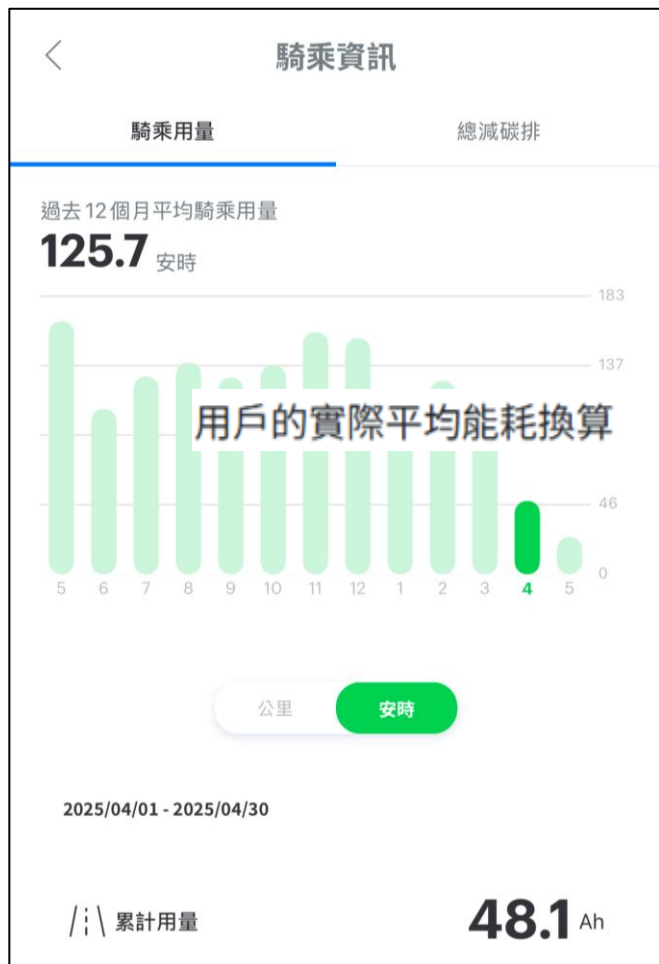 騎乘資訊
騎乘用量
總減碳排
過去12個月平均騎乘用量
125.7 安時
183
137
用戶的實際平均能耗換算
46
0
5 6 7 8 9 10 11 12 1 2 3 4 5
公里
安時
2025/04/01 - 2025/04/30
累計用量
48.1 Ah